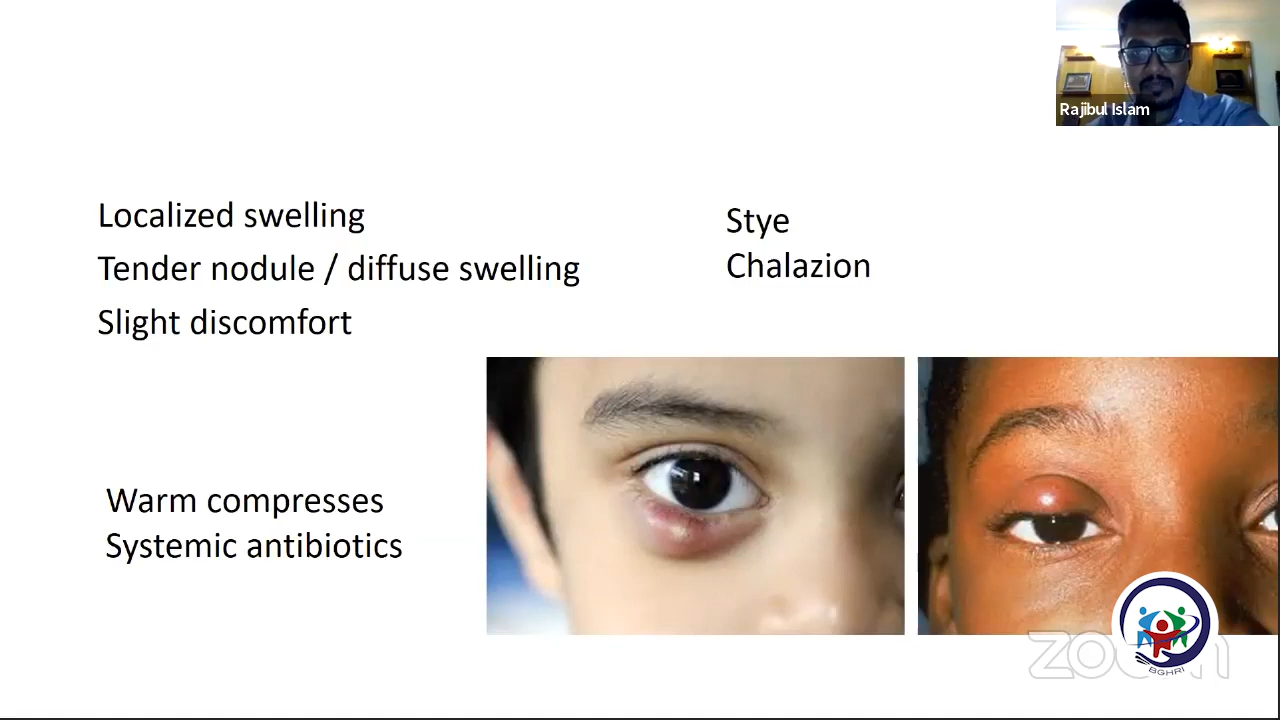 Rajibul Islam
Localized swelling
Tender nodule / diffuse swelling
Slight discomfort
Stye
Chalazion
Warm compresses
Systemic antibiotics
zoom
BGHRI